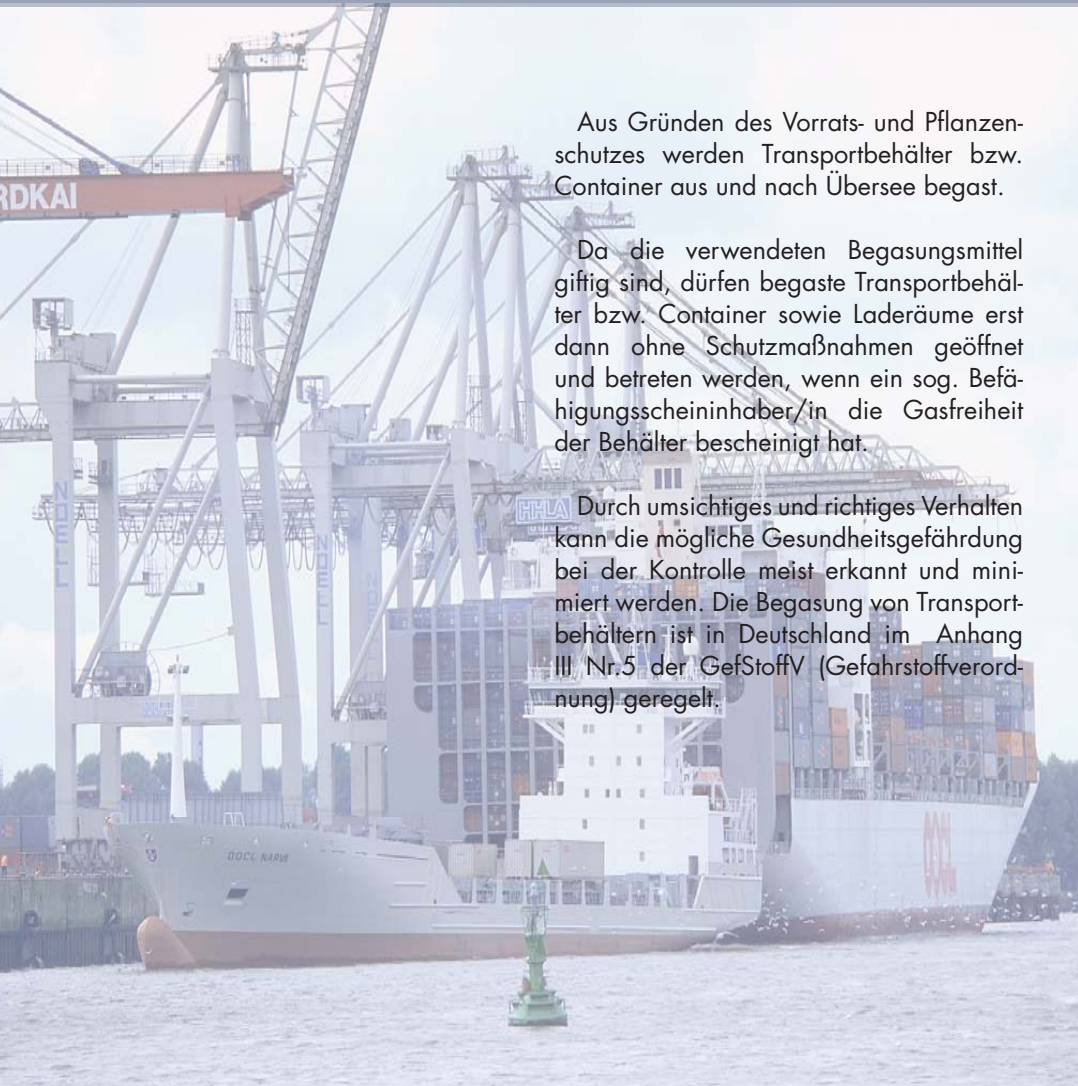 RDKAI
Aus Gründen des Vorrats- und Pflanzen-
schutzes werden Transportbehälter bzw.
Container aus und nach Übersee begast.
Da die verwendeten Begasungsmittel
giftig sind, dürfen begaste Transportbehäl-
ter bzw. Container sowie Laderäume erst
dann ohne Schutzmaßnahmen geöffnet
und betreten werden, wenn ein sog. Befä-
higungsscheininhaber/in die Gasfreiheit
der Behälter bescheinigt hat.
Durch umsichtiges und richtiges Verhalten
kann die mögliche Gesundheitsgefährdung
bei der Kontrolle meist erkannt und mini-
miert werden. Die Begasung von Transport-
behältern ist in Deutschland im Anhang
III Nr.5 der GefStoffV (Gefahrstoffverord-
nung) geregelt.
NOELL
NOELL
HHLA
OOCL NARVA
OOCL